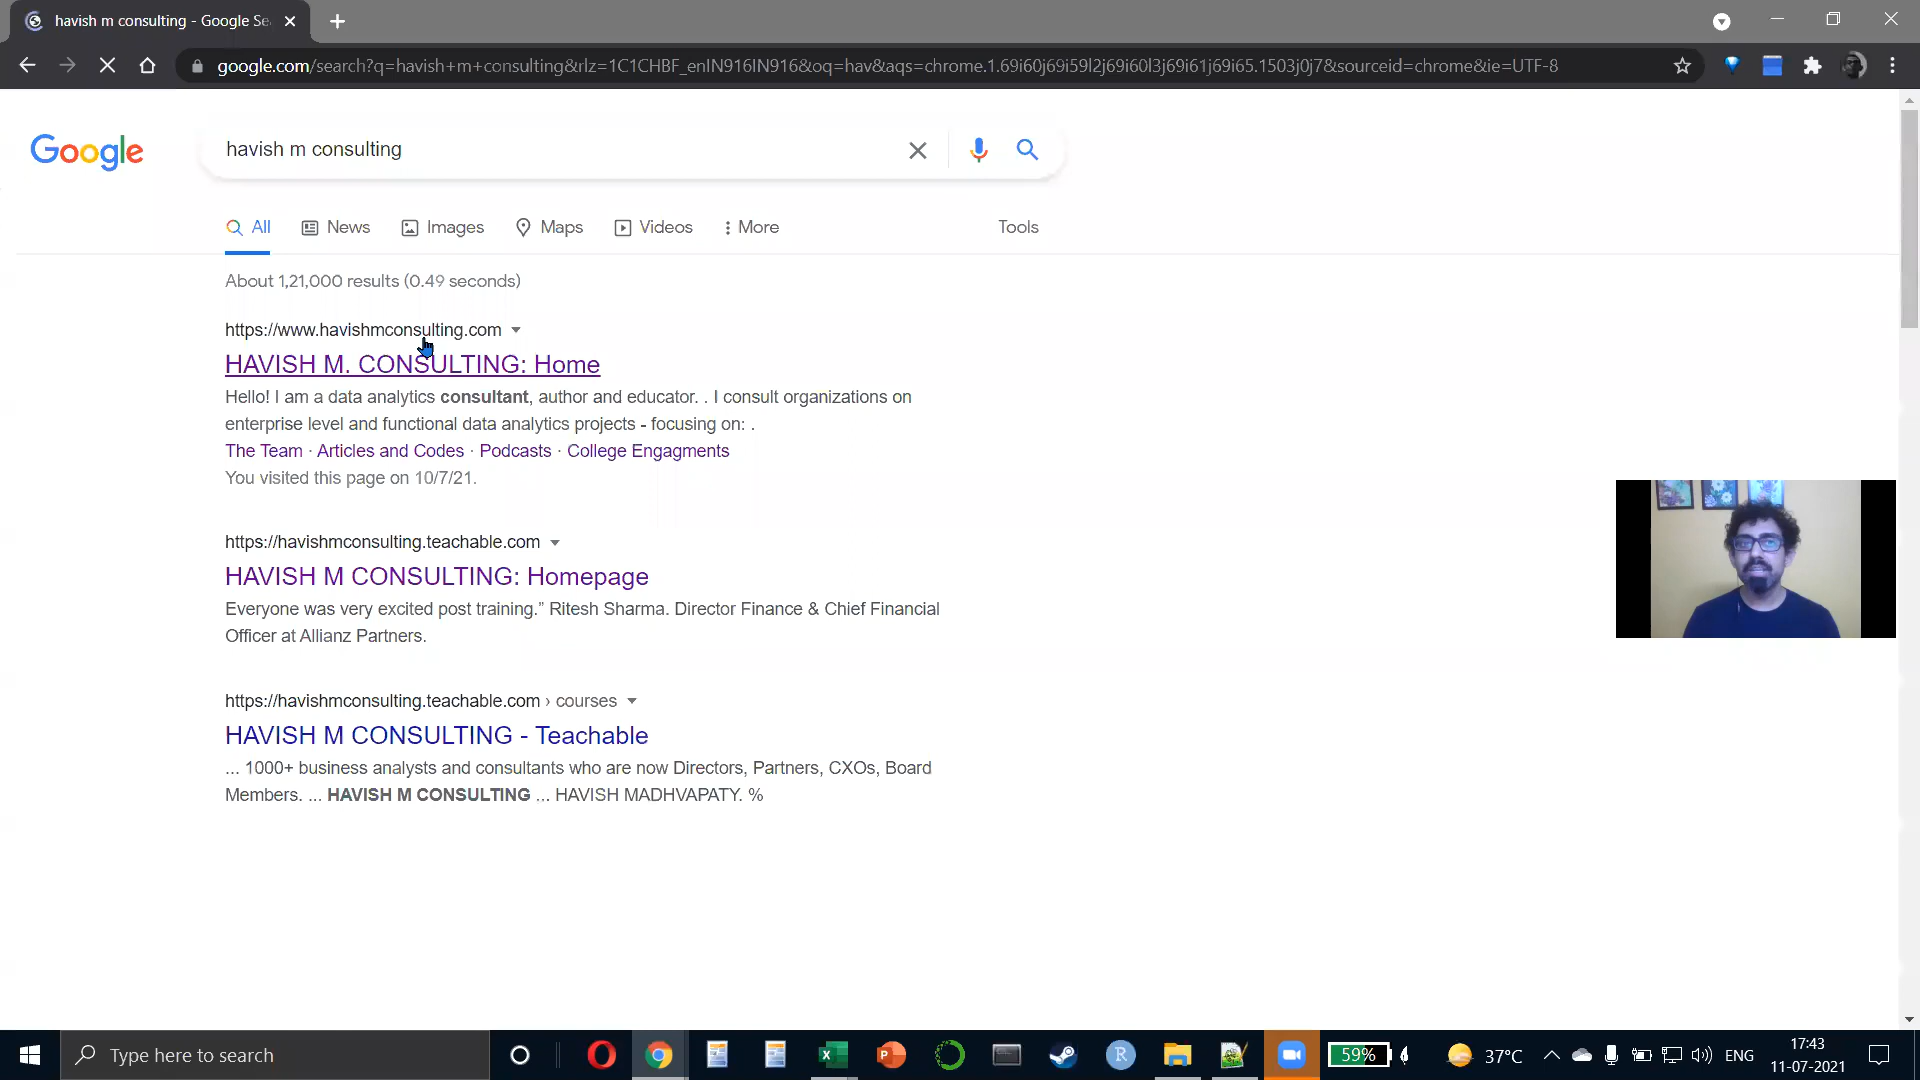 havish m consulting - Google Se
google.com/search?q=havish+m+consulting&rlz=1C1CHBF_enIN916IN916&oq=hav&aqs=chrome.1.69i60j69i59l2j69i60l3j69i61j69i65.1503j0j7&sourceid=chrome&ie=UTF-8
Google
havish m consulting
All News Images Maps Videos More Tools
About 1,21,000 results (0.49 seconds)
https://www.havishmconsulting.com
HAVISH M. CONSULTING: Home
Hello! I am a data analytics consultant, author and educator. . I consult organizations on
enterprise level and functional data analytics projects - focusing on: .
The Team · Articles and Codes · Podcasts · College Engagments
You visited this page on 10/7/21.
https://havishmconsulting.teachable.com
HAVISH M CONSULTING: Homepage
Everyone was very excited post training.” Ritesh Sharma. Director Finance & Chief Financial
Officer at Allianz Partners.
https://havishmconsulting.teachable.com › courses
HAVISH M CONSULTING - Teachable
... 1000+ business analysts and consultants who are now Directors, Partners, CXOs, Board
Members. ... HAVISH M CONSULTING ... HAVISH MADHVAPATY. %
Type here to search
59%
37°C
ENG
17:43
11-07-2021